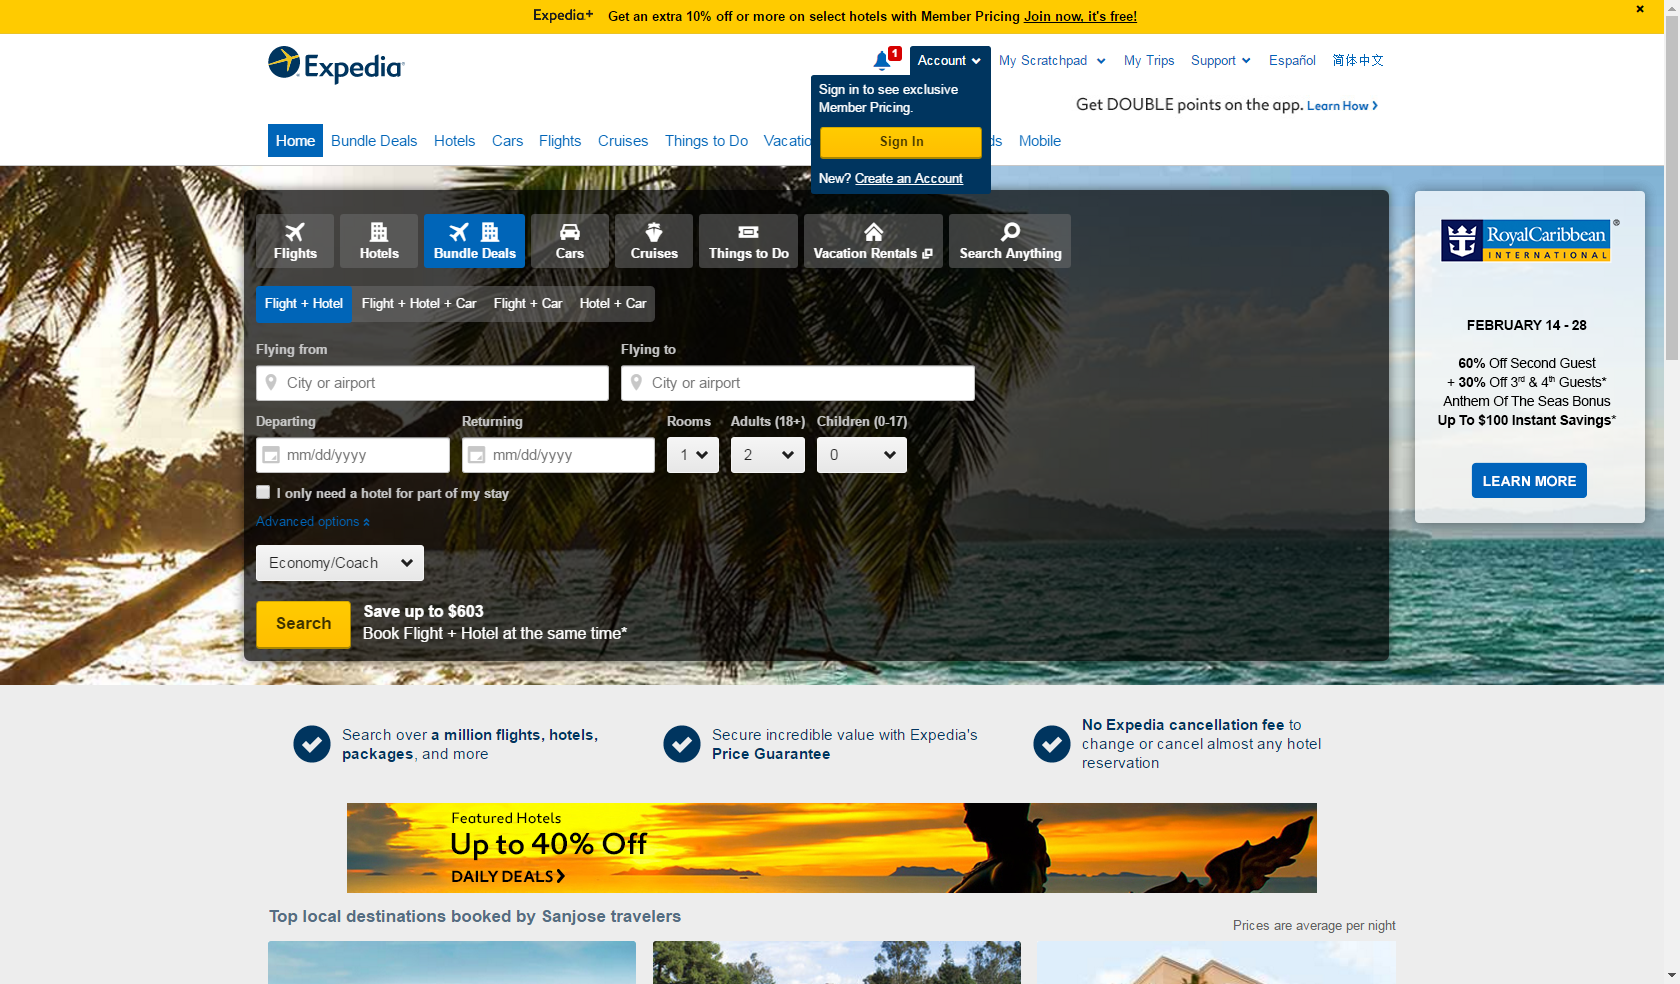 Expedia+ Get an extra 10% off or more on select hotels with Member Pricing Join now, it's free!
Expedia
1
Account
My Scratchpad
My Trips
Support
Español
简体中文
Sign in to see exclusive
Member Pricing.
Sign In
New? Create an Account
Get DOUBLE points on the app. Learn How
Home
Bundle Deals
Hotels
Cars
Flights
Cruises
Things to Do
Mobile
Flights
Hotels
Bundle Deals
Cars
Cruises
Things to Do
Vacation Rentals
Search Anything
Flight + Hotel
Flight + Hotel + Car
Flight + Car
Hotel + Car
Flying from
Flying to
City or airport
City or airport
Departing
Returning
Rooms
Adults (18+)
Children (0-17)
mm/dd/yyyy
mm/dd/yyyy
1
2
0
I only need a hotel for part of my stay
Advanced options
Economy/Coach
Search
Save up to $603
Book Flight + Hotel at the same time*
RoyalCaribbean®
INTERNATIONAL
FEBRUARY 14 - 28
60% Off Second Guest
+ 30% Off 3rd & 4th Guests*
Anthem Of The Seas Bonus
Up To $100 Instant Savings*
LEARN MORE
Search over a million flights, hotels,
packages, and more
Secure incredible value with Expedia's
Price Guarantee
No Expedia cancellation fee to
change or cancel almost any hotel
reservation
Featured Hotels
Up to 40% Off
DAILY DEALS
Top local destinations booked by Sanjose travelers
Prices are average per night